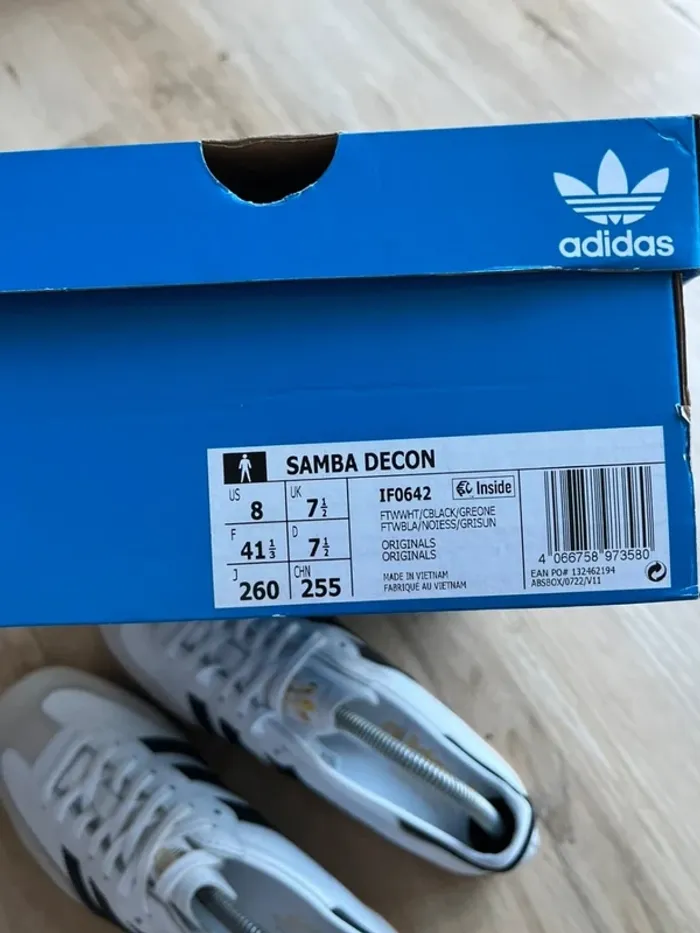 adidas
SAMBA DECON
US 8 UK 7½
F 41⅓ D 7½
J 260 CHN 255
IF0642 Inside
FTWWHT/CBLACK/GREONE
FTWBLA/NOIESS/GRISUN
ORIGINALS
ORIGINALS
MADE IN VIETNAM
FABRIQUÉ AU VIETNAM
4 066758 973580
EAN PO# 132462194
ABSBOX/0722/V11